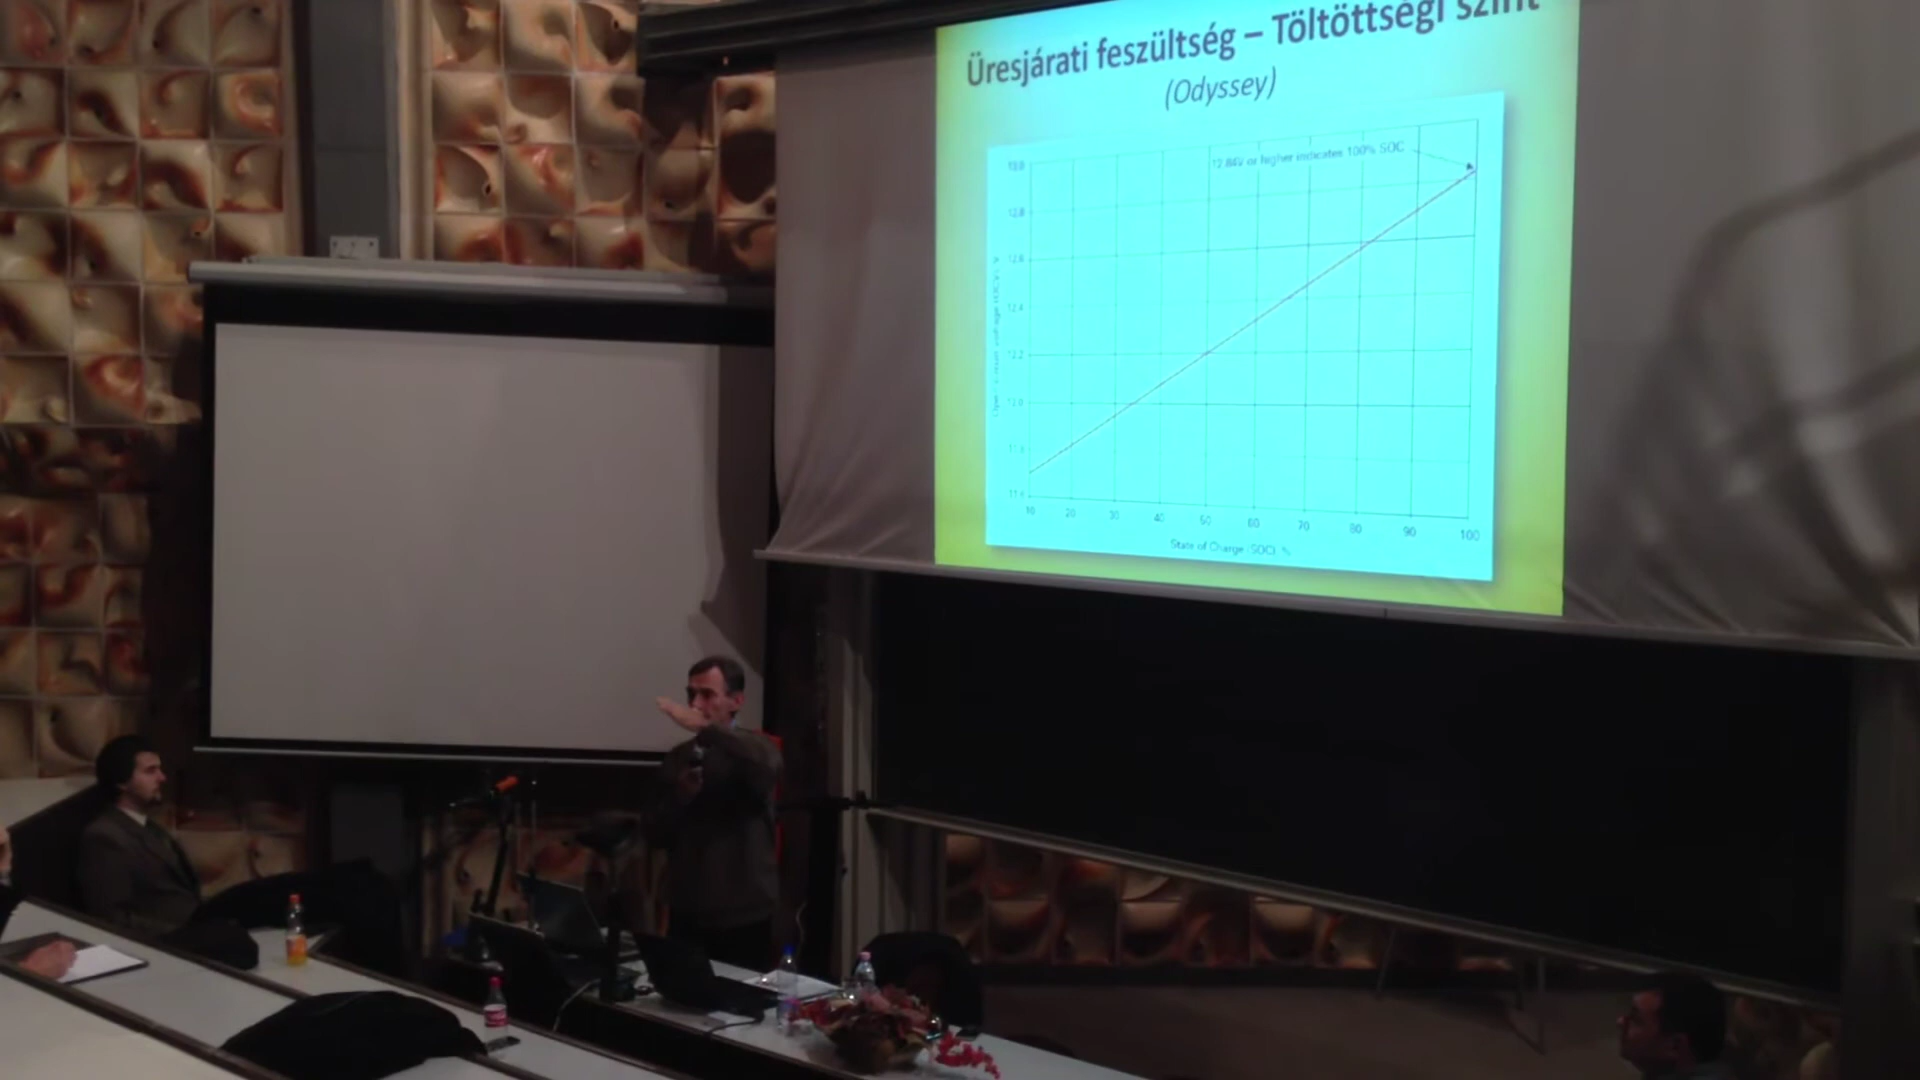 Üresjárati feszültség – Töltöttségi szint
(Odyssey)
12.84V or higher indicates 100% SOC
12.8
12.6
12.4
12.2
12.0
11.4
10 20 30 40 50 60 70 80 90 100
State of Charge (SOC) %